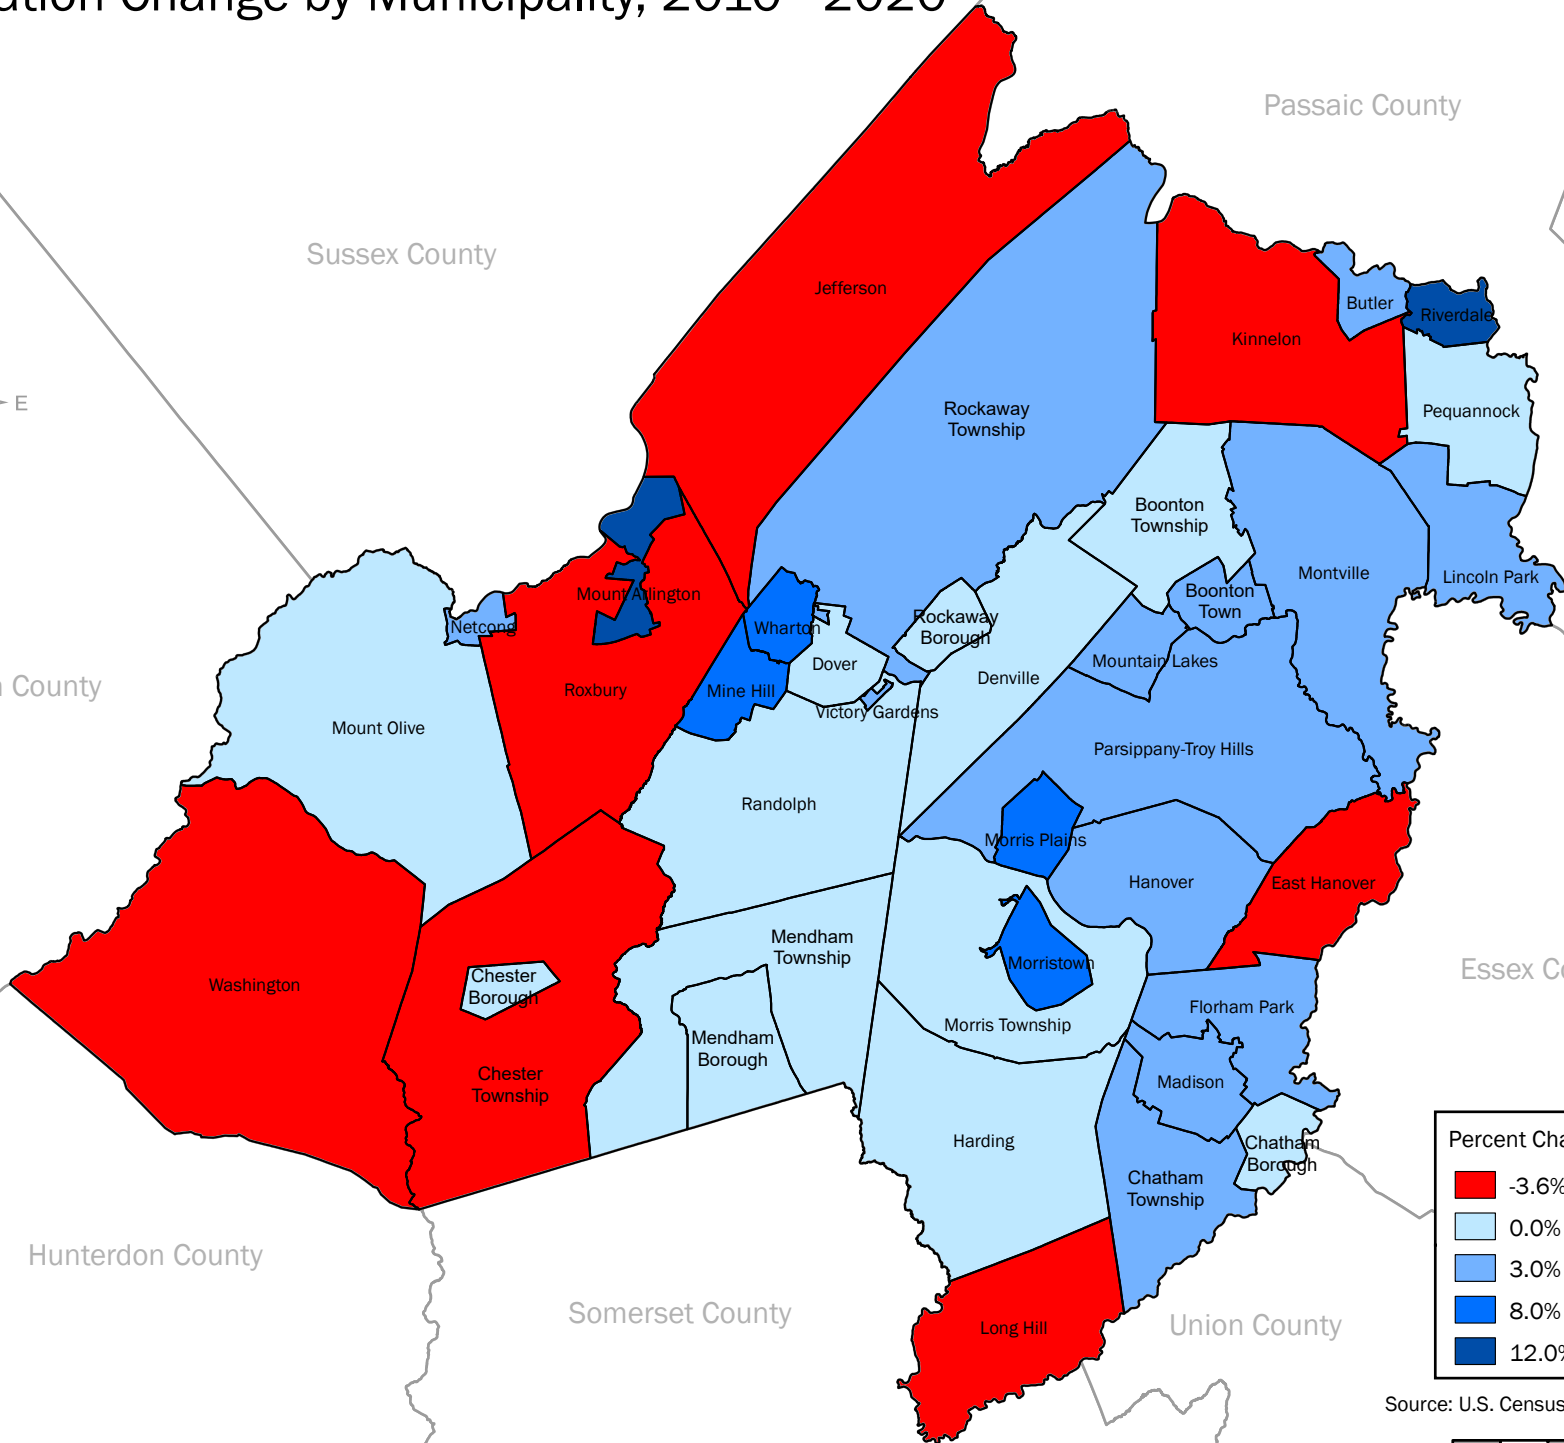 Change by Municipality,
Passaic County
Sussex County
Jefferson
Butler
Riverdale
Kinnelon
E
Rockaway
Township
Pequannock
Boonton
Township
Montville
Lincoln Park
Mount Arlington
Boonton
Town
Netcong
Wharton
Rockaway
Borough
Dover
Mountain Lakes
County
Roxbury
Mine Hill
Denville
Victory Gardens
Mount Olive
Parsippany-Troy Hills
Randolph
Morris Plains
Hanover
East Hanover
Mendham
Township
Morristown
Essex
Washington
Chester
Borough
Florham Park
Morris Township
Mendham
Borough
Chester
Township
Madison
Harding
Chatham
Borough
Chatham
Township
Percent
-3.6%
0.0%
3.0%
8.0%
12.0%
Hunterdon County
Somerset County
Union County
Long Hill
Source: U.S. Census